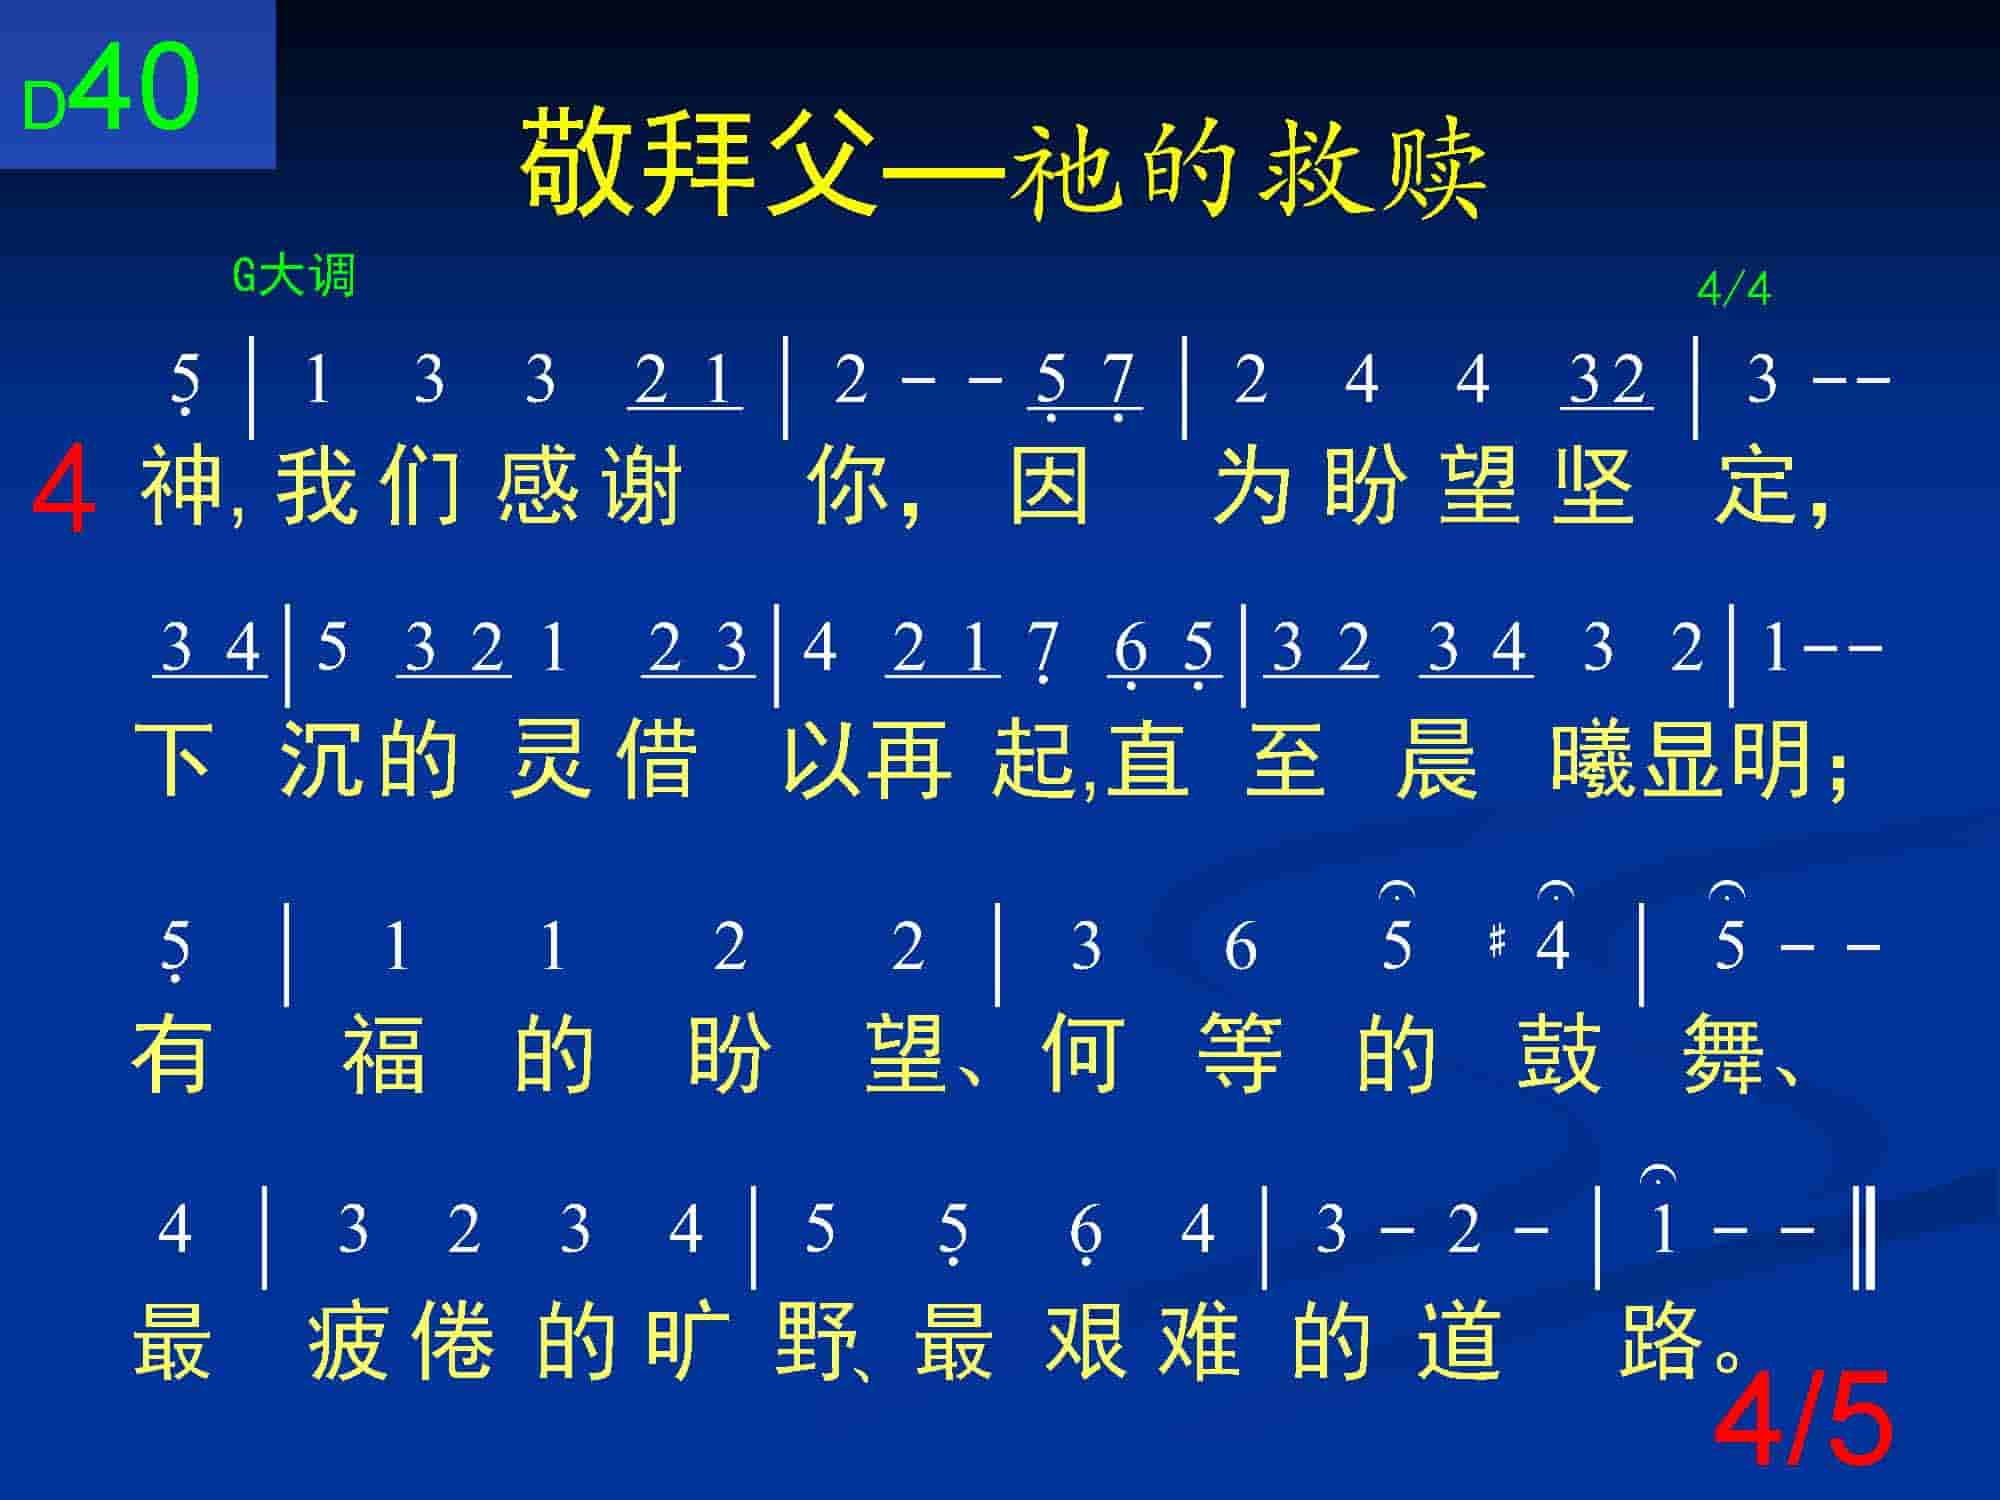 D40
敬拜父—祂的救赎
G大调 4/4
5̣ | 1 3 3 2 1 | 2 - - 5̣ 7̣ | 2 4 4 3 2 | 3 - -
4 神,我们感谢 你，因 为盼望坚 定，
3 4 | 5 3 2 1 2 3 | 4 2 1 7̣ 6̣ 5̣ | 3 2 3 4 3 2 | 1 - -
下 沉的 灵借 以再 起,直 至 晨 曦显明；
5̣ | 1 1 2 2 | 3 6 5 #4 | 5 - -
有 福 的 盼 望、何 等 的 鼓 舞、
4 | 3 2 3 4 | 5 5̣ 6̣ 4 | 3 - 2 - | 1 - - ‖
最 疲倦的旷 野、最 艰难 的 道 路。
4/5